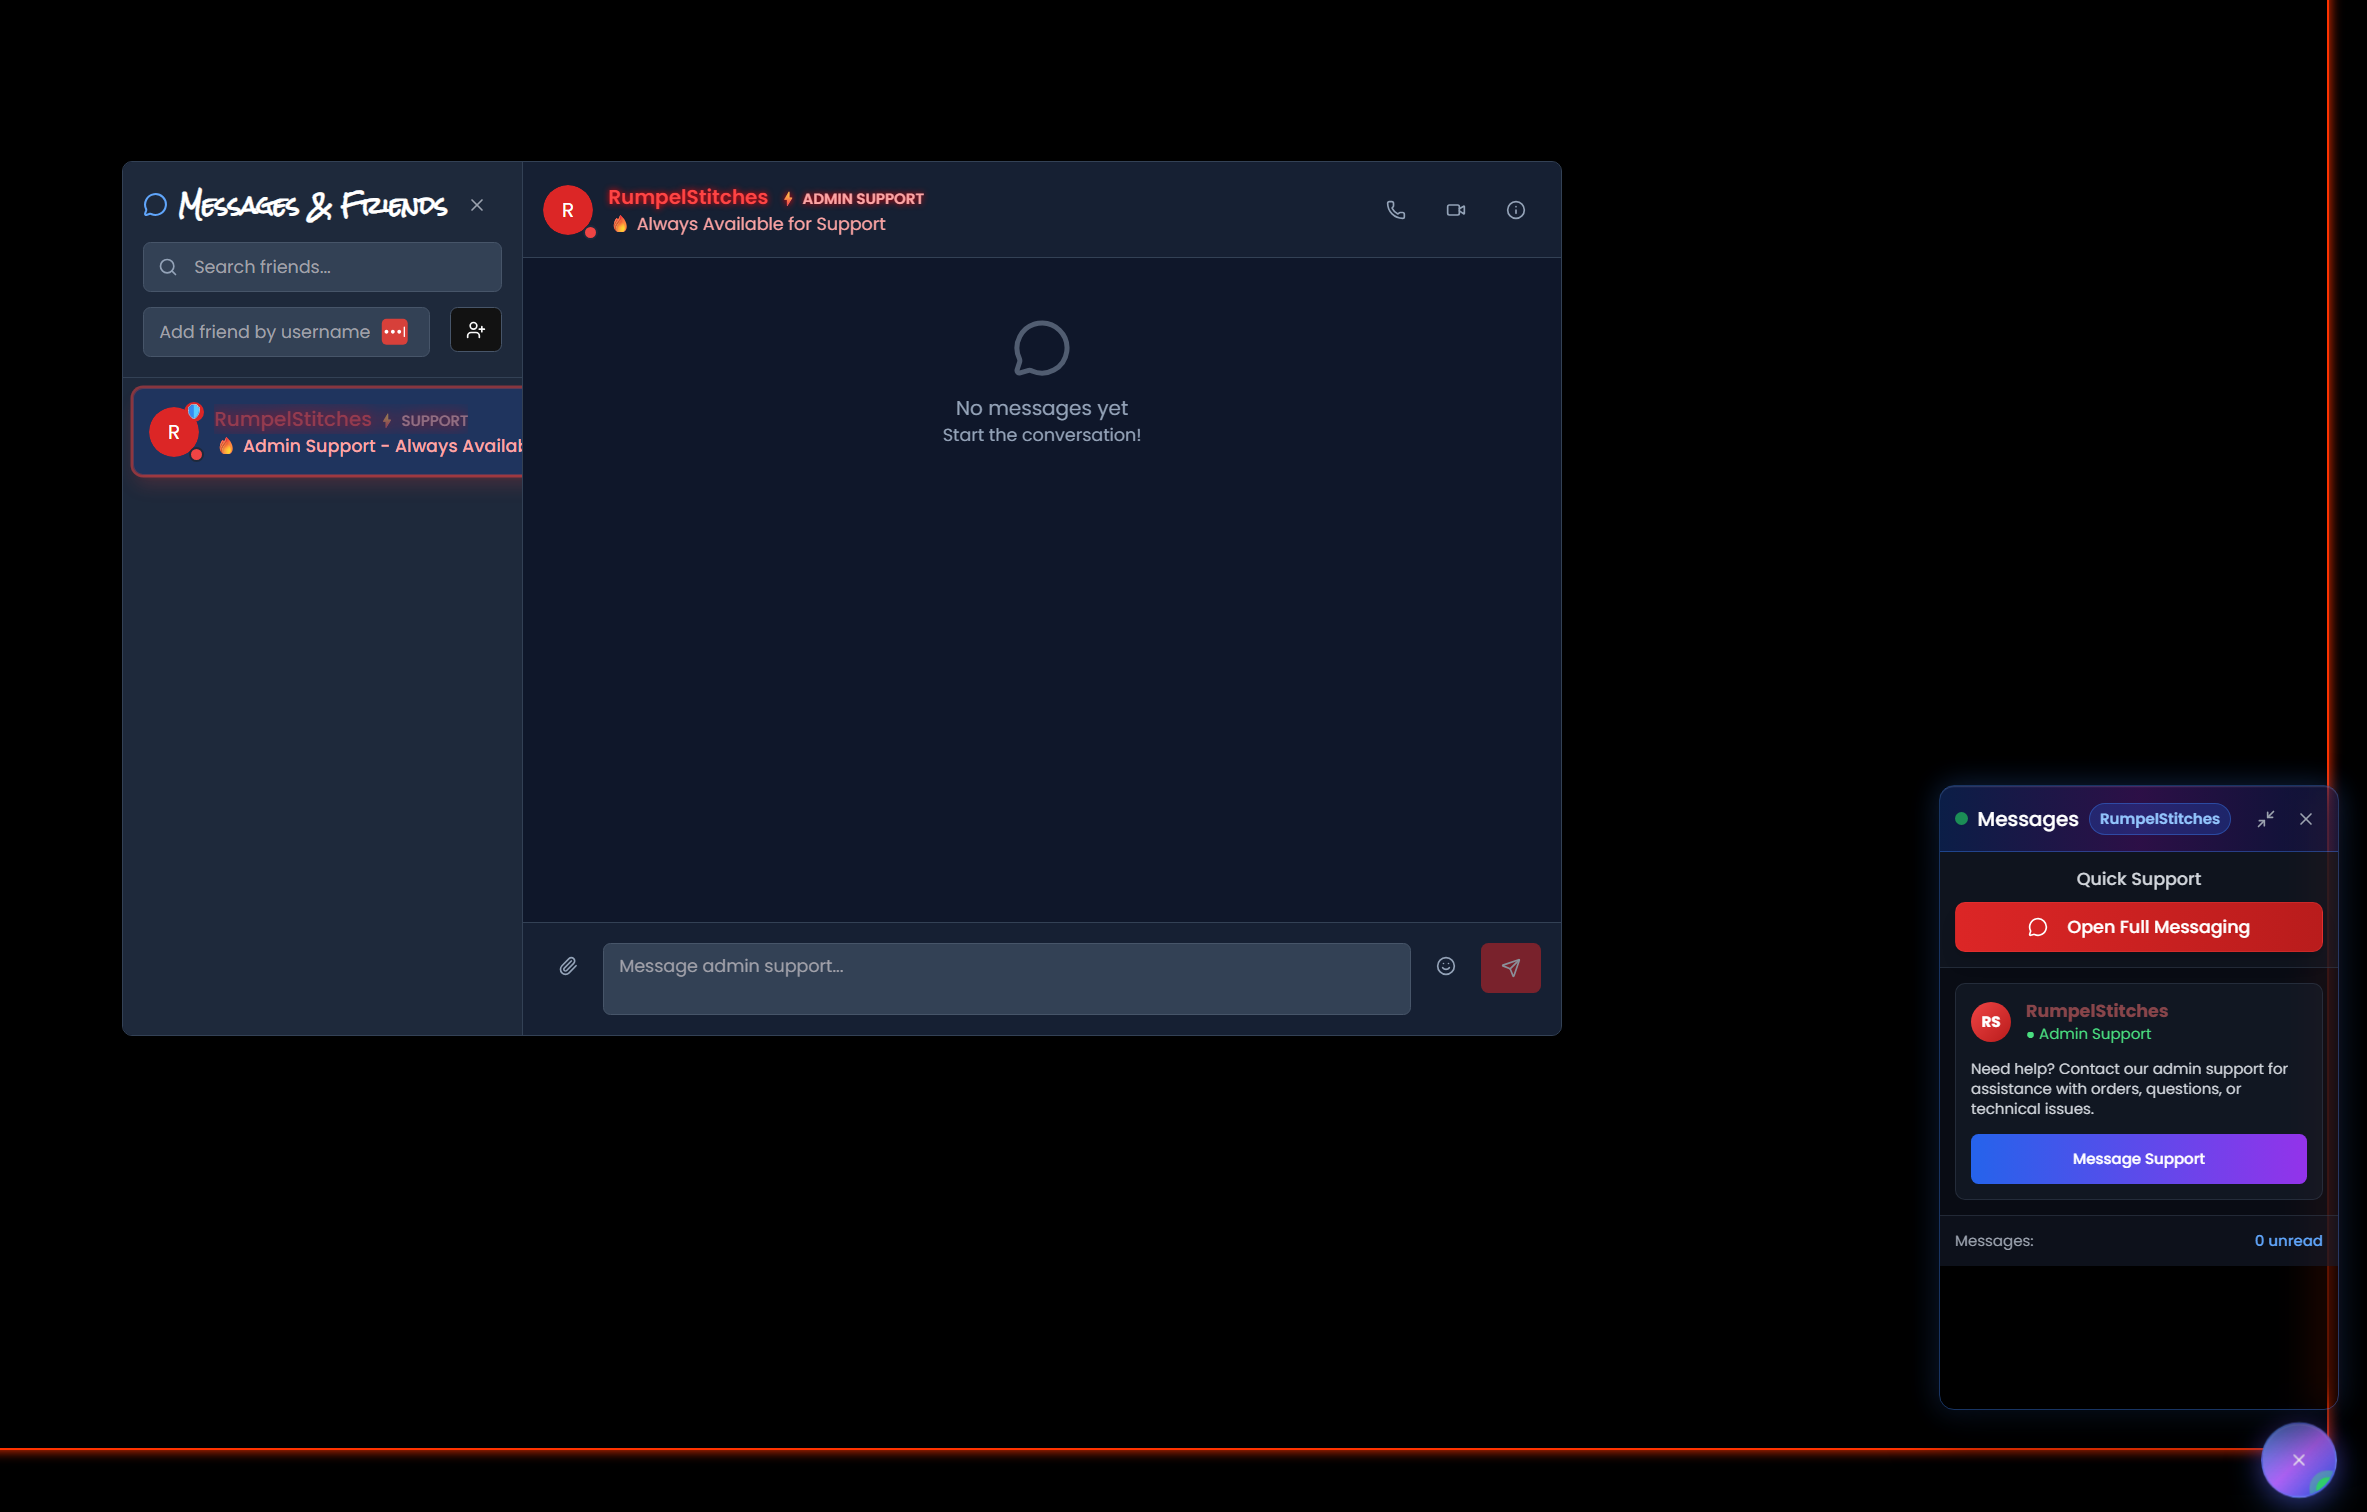 Messages & Friends
Search friends...
Add friend by username
R
RumpelStitches ⚡ SUPPORT
🔥 Admin Support - Always Availab
R
RumpelStitches ⚡ ADMIN SUPPORT
🔥 Always Available for Support
No messages yet
Start the conversation!
Message admin support...
Messages RumpelStitches
Quick Support
Open Full Messaging
RS
RumpelStitches
● Admin Support
Need help? Contact our admin support for
assistance with orders, questions, or
technical issues.
Message Support
Messages: 0 unread